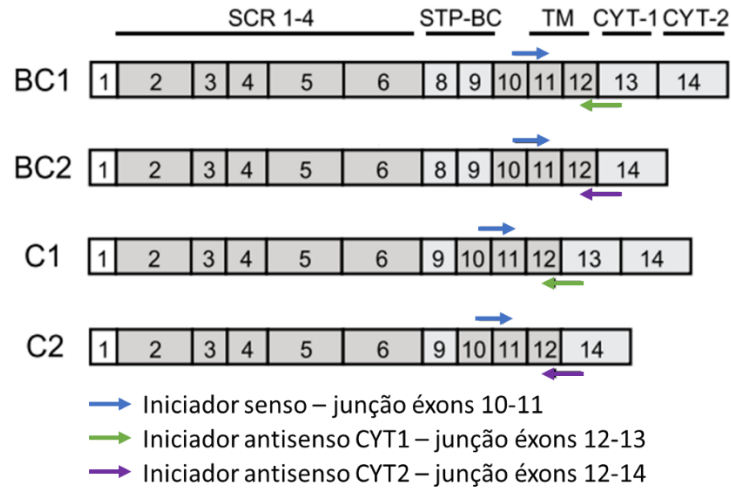 SCR 1-4 STP-BC TM CYT-1 CYT-2
BC1 1 2 3 4 5 6 8 9 10 11 12 13 14
BC2 1 2 3 4 5 6 8 9 10 11 12 14
C1 1 2 3 4 5 6 9 10 11 12 13 14
C2 1 2 3 4 5 6 9 10 11 12 14
Iniciador senso – junção éxons 10-11
Iniciador antisenso CYT1 – junção éxons 12-13
Iniciador antisenso CYT2 – junção éxons 12-14